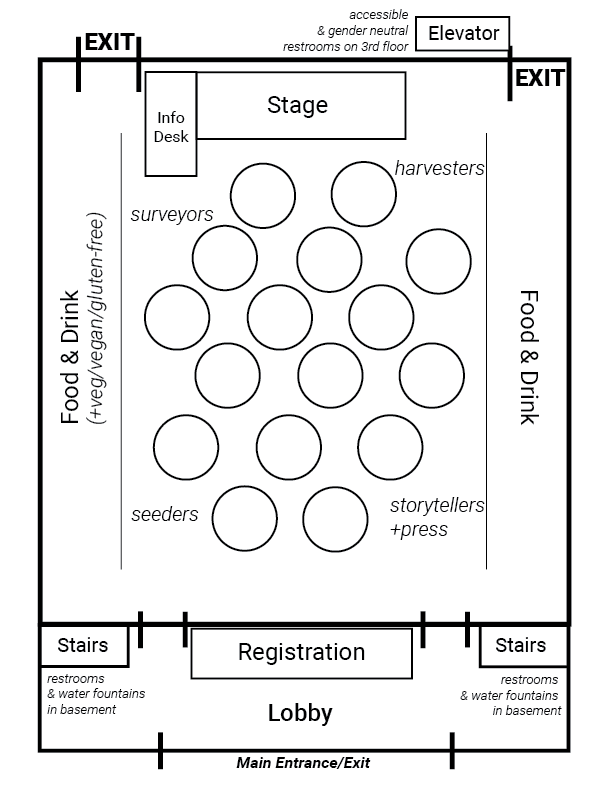 accessible
& gender neutral
restrooms on 3rd floor
Elevator
EXIT
EXIT
Info
Desk
Stage
harvesters
surveyors
Food & Drink
(+veg/vegan/gluten-free)
Food & Drink
seeders
storytellers
+press
Stairs
Registration
Stairs
restrooms
& water fountains
in basement
restrooms
& water fountains
in basement
Lobby
Main Entrance/Exit